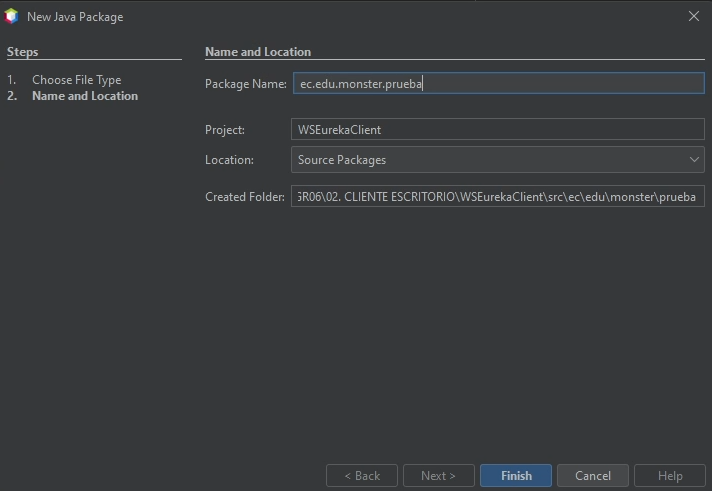 New Java Package
Steps
1. Choose File Type
2. Name and Location
Name and Location
Package Name: ec.edu.monster.prueba
Project: WSEurekaClient
Location: Source Packages
Created Folder: GR06\02. CLIENTE ESCRITORIO\WSEurekaClient\src\ec\edu\monster\prueba
< Back Next > Finish Cancel Help